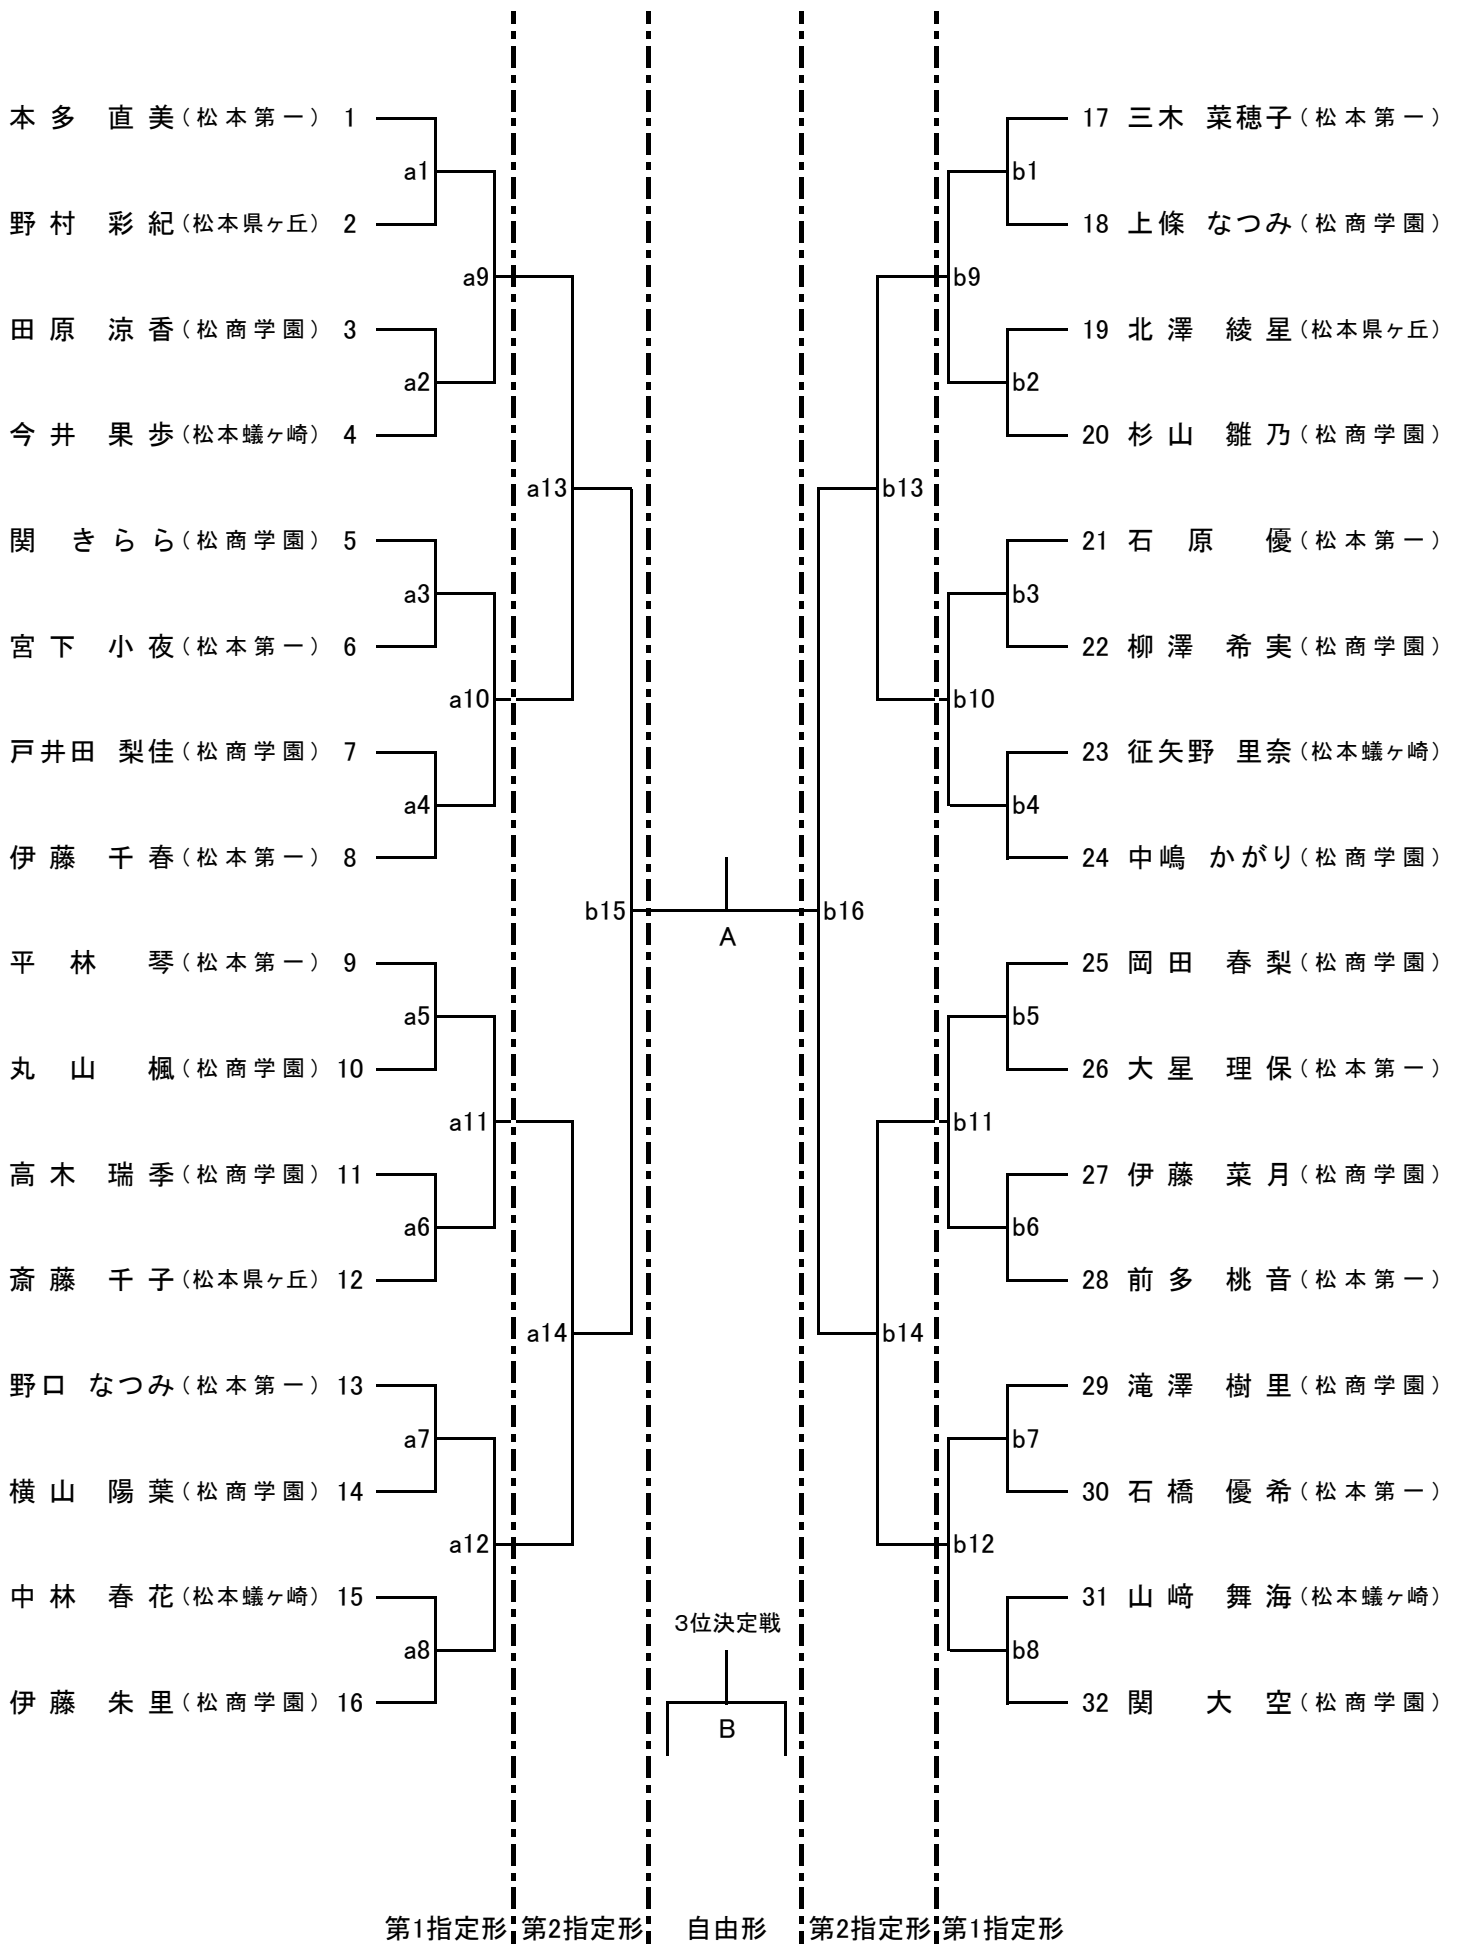 本多 直美(松本第一) 1
a1
野村 彩紀(松本県ヶ丘) 2
a9
田原 涼香(松商学園) 3
a2
今井 果歩(松本蟻ヶ崎) 4
a13
関 きらら(松商学園) 5
a3
宮下 小夜(松本第一) 6
a10
戸井田 梨佳(松商学園) 7
a4
伊藤 千春(松本第一) 8
b15
平林 琴(松本第一) 9
a5
丸山 楓(松商学園) 10
a11
高木 瑞季(松商学園) 11
a6
斎藤 千子(松本県ヶ丘) 12
a14
野口 なつみ(松本第一) 13
a7
横山 陽葉(松商学園) 14
a12
中林 春花(松本蟻ヶ崎) 15
a8
伊藤 朱里(松商学園) 16
A
3位決定戦
B
17 三木 菜穂子(松本第一)
b1
18 上條 なつみ(松商学園)
b9
19 北澤 綾星(松本県ヶ丘)
b2
20 杉山 雛乃(松商学園)
b13
21 石原 優(松本第一)
b3
22 柳澤 希実(松商学園)
b10
23 征矢野 里奈(松本蟻ヶ崎)
b4
24 中嶋 かがり(松商学園)
b16
25 岡田 春梨(松商学園)
b5
26 大星 理保(松本第一)
b11
27 伊藤 菜月(松商学園)
b6
28 前多 桃音(松本第一)
b14
29 滝澤 樹里(松商学園)
b7
30 石橋 優希(松本第一)
b12
31 山﨑 舞海(松本蟻ヶ崎)
b8
32 関 大空(松商学園)
第1指定形 第2指定形 自由形 第2指定形 第1指定形